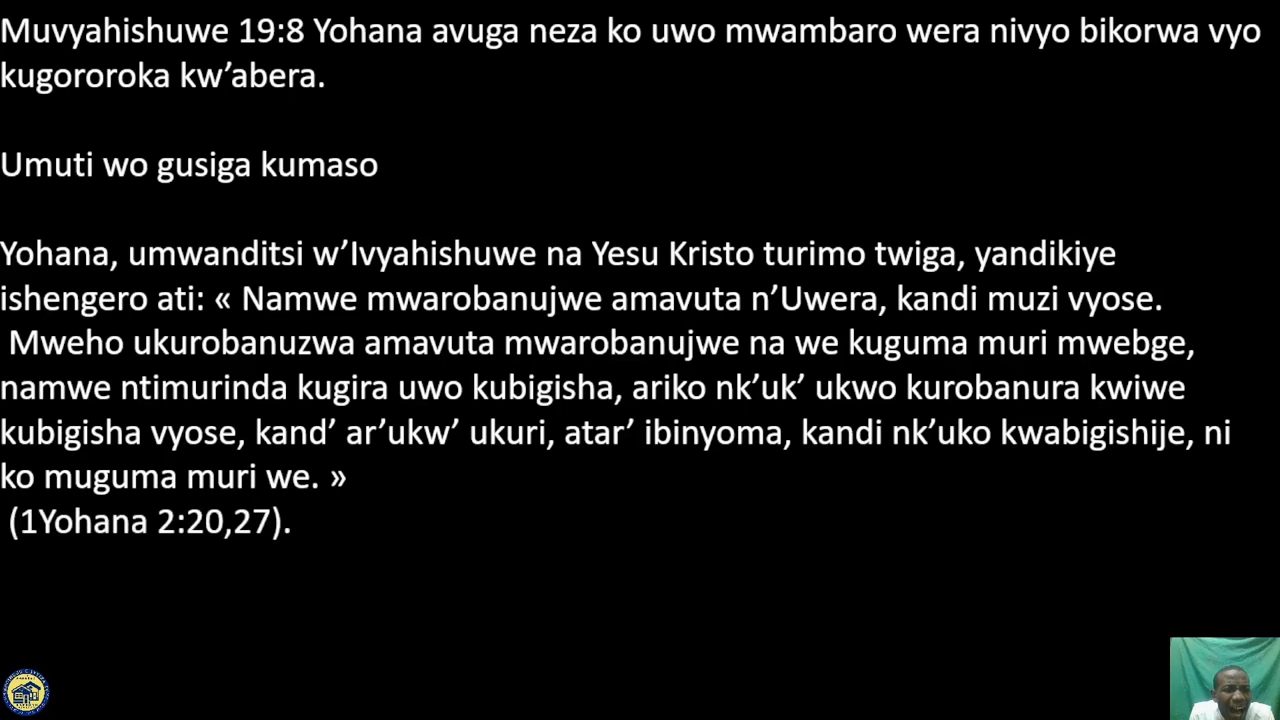 Muvyahishuwe 19:8 Yohana avuga neza ko uwo mwambaro wera nivyo bikorwa vyo
kugororoka kw’abera.
Umuti wo gusiga kumaso
Yohana, umwanditsi w’Ivyahishuwe na Yesu Kristo turimo twiga, yandikiye
ishengero ati: « Namwe mwarobanujwe amavuta n’Uwera, kandi muzi vyose.
Mweho ukurobanuzwa amavuta mwarobanujwe na we kuguma muri mwebge,
namwe ntimurinda kugira uwo kubigisha, ariko nk’uk’ ukwo kurobanura kwiwe
kubigisha vyose, kand’ ar’ukw’ ukuri, atar’ ibinyoma, kandi nk’uko kwabigishije, ni
ko muguma muri we. »
(1Yohana 2:20,27).